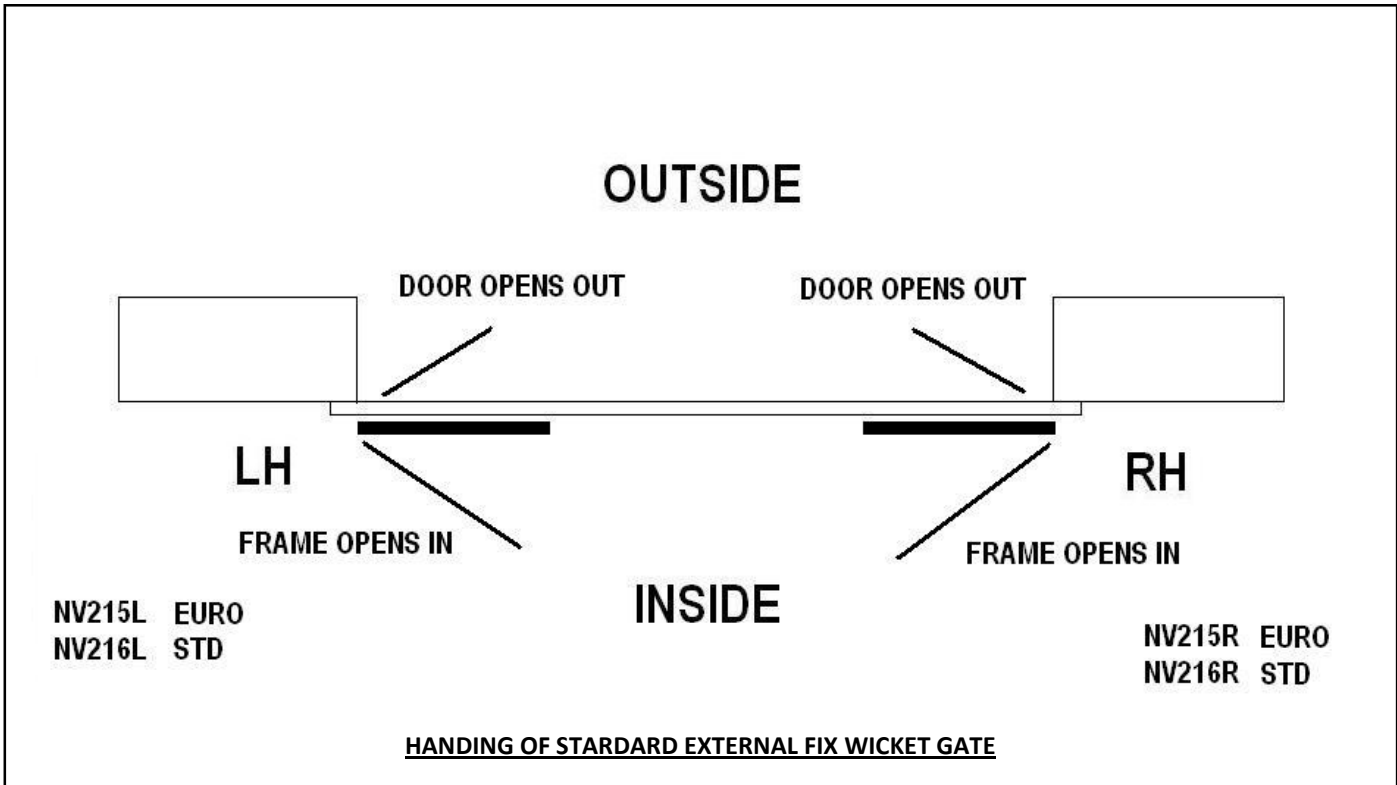 OUTSIDE
DOOR OPENS OUT
DOOR OPENS OUT
LH
RH
FRAME OPENS IN
FRAME OPENS IN
INSIDE
NV215L EURO
NV216L STD
NV215R EURO
NV216R STD
HANDING OF STARDARD EXTERNAL FIX WICKET GATE